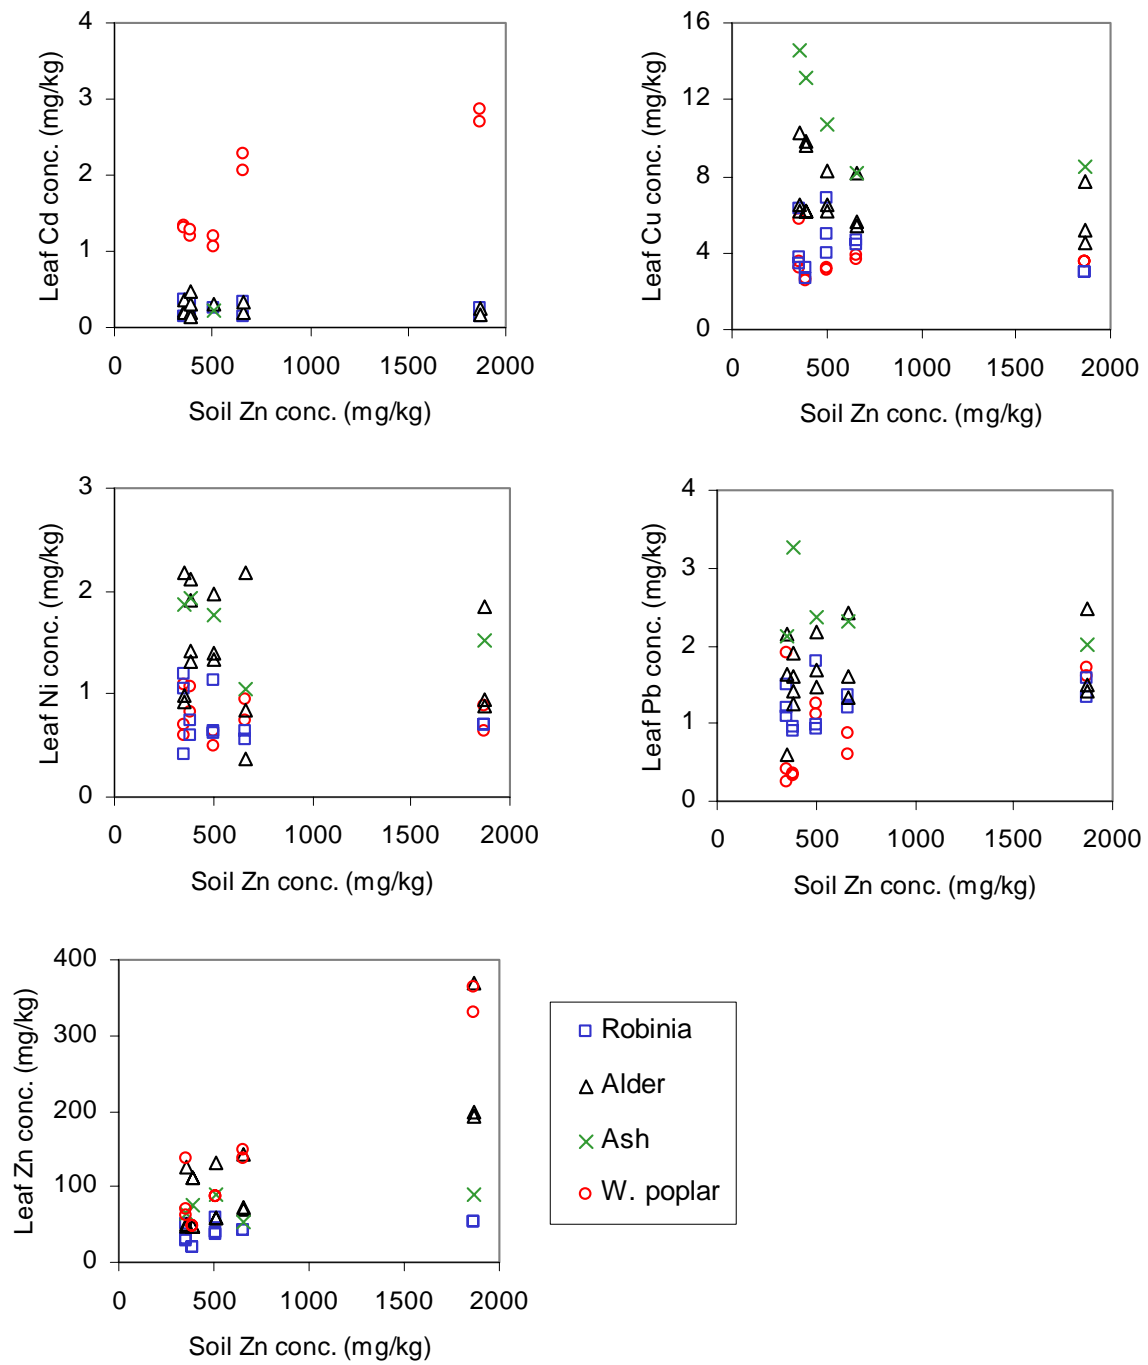 Leaf Cd conc. (mg/kg)
4
3
2
1
0
0 500 1000 1500 2000
Soil Zn conc. (mg/kg)
Leaf Cu conc. (mg/kg)
16
12
8
4
0
0 500 1000 1500 2000
Soil Zn conc. (mg/kg)
Leaf Ni conc. (mg/kg)
3
2
1
0
0 500 1000 1500 2000
Soil Zn conc. (mg/kg)
Leaf Pb conc. (mg/kg)
4
3
2
1
0
0 500 1000 1500 2000
Soil Zn conc. (mg/kg)
Leaf Zn conc. (mg/kg)
400
300
200
100
0
0 500 1000 1500 2000
Soil Zn conc. (mg/kg)
Robinia
Alder
Ash
W. poplar